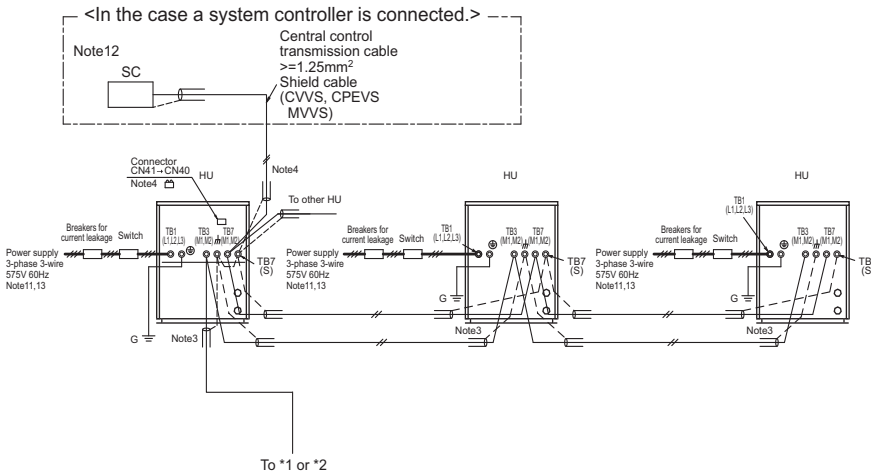 <In the case a system controller is connected.>
Note12
SC
Central control
transmission cable
>=1.25mm2
Shield cable
(CVVS, CPEVS
MVVS)
Connector
CN41→CN40
Note4
HU
Note4
To other HU
Breakers for
current leakage
Switch
TB1
(L1,L2,L3)
TB3
(M1,M2)
TB7
(M1,M2)
TB7
(S)
Power supply
3-phase 3-wire
575V 60Hz
Note11,13
G
Note3
HU
Breakers for
current leakage
Switch
TB1
(L1,L2,L3)
TB3
(M1,M2)
TB7
(M1,M2)
TB7
(S)
Power supply
3-phase 3-wire
575V 60Hz
Note11,13
G
Note3
HU
Breakers for
current leakage
Switch
TB1
(L1,L2,L3)
TB3
(M1,M2)
TB7
(M1,M2)
Power supply
3-phase 3-wire
575V 60Hz
Note11,13
G
Note3
To *1 or *2